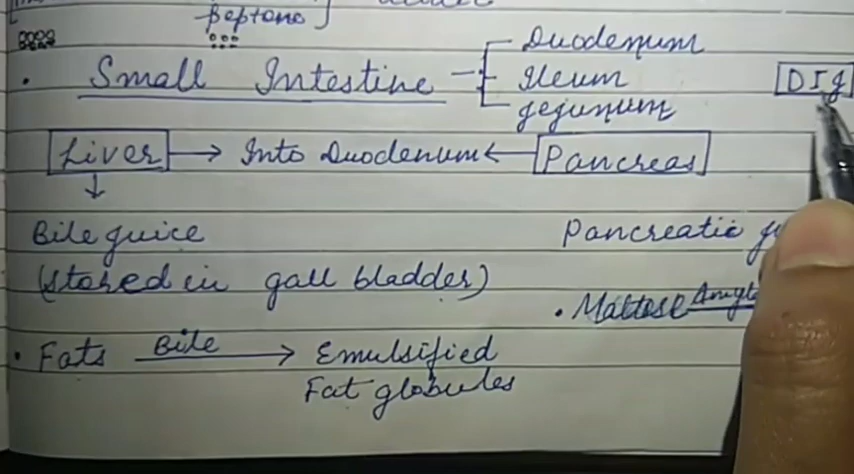 Peptone
Small Intestine - Duodenum
Ileum
Jejunum
DIJ
Liver → Into Duodenum ← Pancreas
Bile juice
Pancreatic
(stored in gall bladder)
• Maltose
• Fats Bile → Emulsified
Fat globules